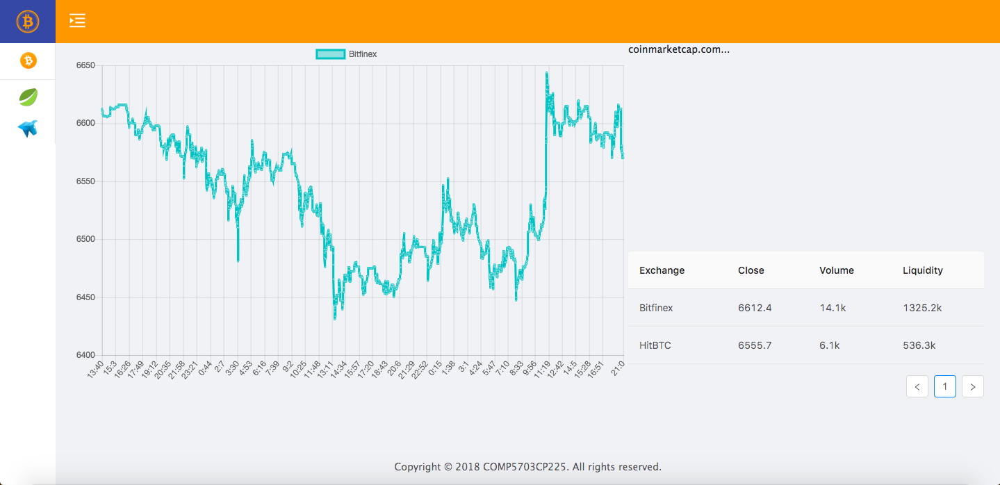 Bitfinex
coinmarketcap.com...
6650
6600
6550
6500
6450
6400
13:40 15:3 16:26 17:49 19:12 20:35 21:58 23:21 0:44 2:7 3:30 4:53 6:16 7:39 9:2 10:25 11:48 13:11 14:34 15:57 17:20 18:43 20:6 21:29 22:52 0:15 1:38 3:1 4:24 5:47 7:10 8:33 9:56 11:19 12:42 14:5 15:28 16:51 21:0
Exchange Close Volume Liquidity
Bitfinex 6612.4 14.1k 1325.2k
HitBTC 6555.7 6.1k 536.3k
< 1 >
Copyright © 2018 COMP5703CP225. All rights reserved.